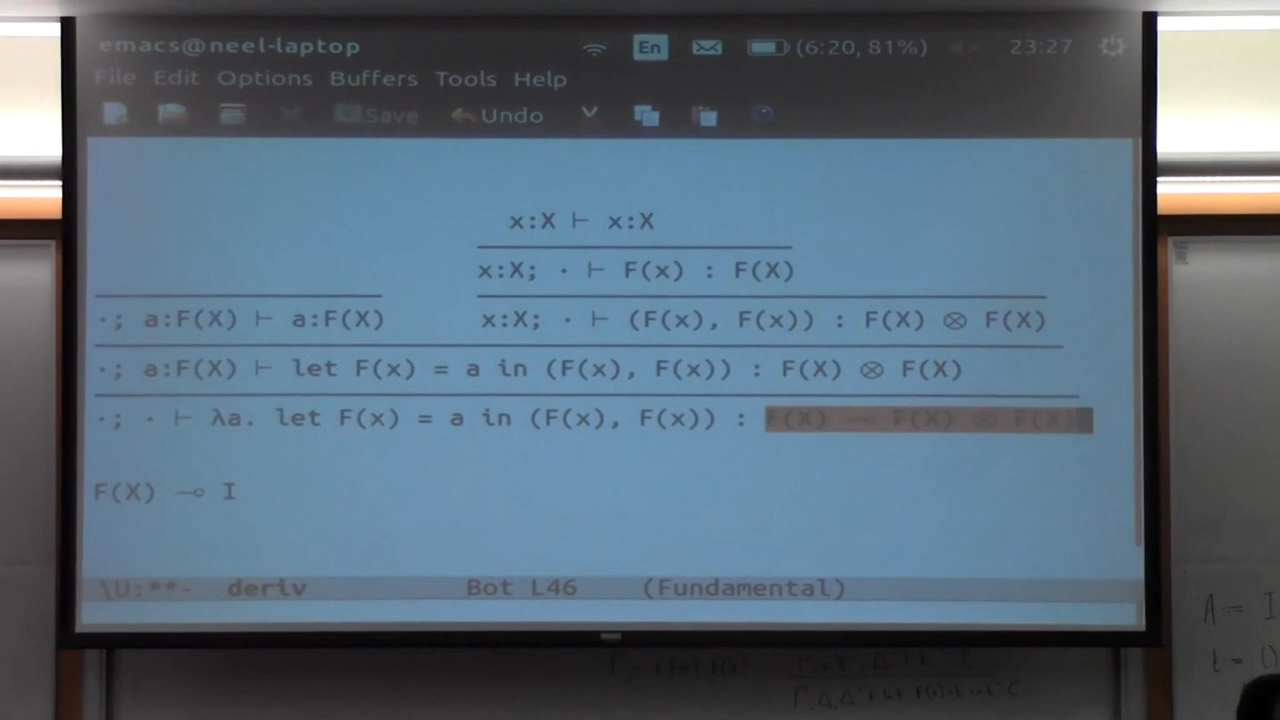 emacs@neel-laptop En (6:20, 81%) 23:27
File Edit Options Buffers Tools Help
Save Undo
x:X ⊢ x:X
x:X; · ⊢ F(x) : F(X)
·; a:F(X) ⊢ a:F(X) x:X; · ⊢ (F(x), F(x)) : F(X) ⊗ F(X)
·; a:F(X) ⊢ let F(x) = a in (F(x), F(x)) : F(X) ⊗ F(X)
·; · ⊢ λa. let F(x) = a in (F(x), F(x)) : F(X) ⊸ F(X) ⊗ F(X)
F(X) ⊸ I
\U:**- deriv Bot L46 (Fundamental)
A := I
t = ()